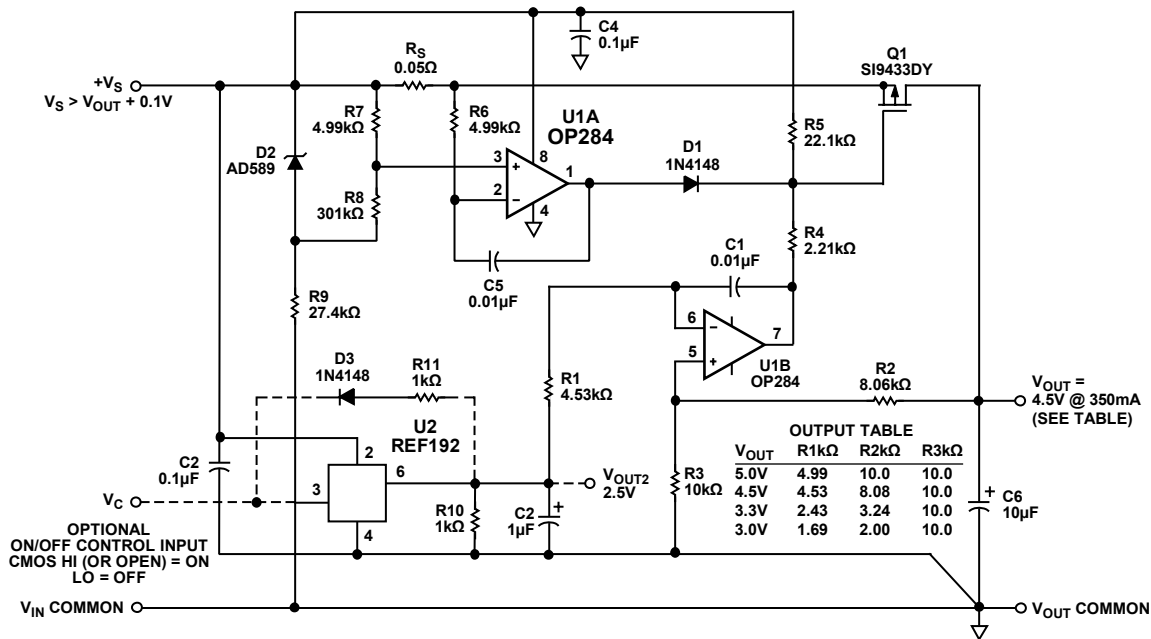 C4
0.1µF
RS
0.05Ω
Q1
SI9433DY
+VS
VS > VOUT + 0.1V
R7
4.99kΩ
R6
4.99kΩ
U1A
OP284
R5
22.1kΩ
D2
AD589
D1
1N4148
3
+
8
1
2
−
4
R8
301kΩ
R4
2.21kΩ
C5
0.01µF
C1
0.01µF
R9
27.4kΩ
6
−
7
5
+
U1B
OP284
D3
1N4148
R11
1kΩ
R1
4.53kΩ
R2
8.06kΩ
VOUT =
4.5V @ 350mA
(SEE TABLE)
U2
REF192
2
6
3
4
C2
0.1µF
VOUT2
2.5V
R3
10kΩ
OUTPUT TABLE
VOUT R1kΩ R2kΩ R3kΩ
5.0V 4.99 10.0 10.0
4.5V 4.53 8.08 10.0
3.3V 2.43 3.24 10.0
3.0V 1.69 2.00 10.0
+
C6
10µF
VC
R10
1kΩ
C2
1µF
+
OPTIONAL
ON/OFF CONTROL INPUT
CMOS HI (OR OPEN) = ON
LO = OFF
VIN COMMON
VOUT COMMON